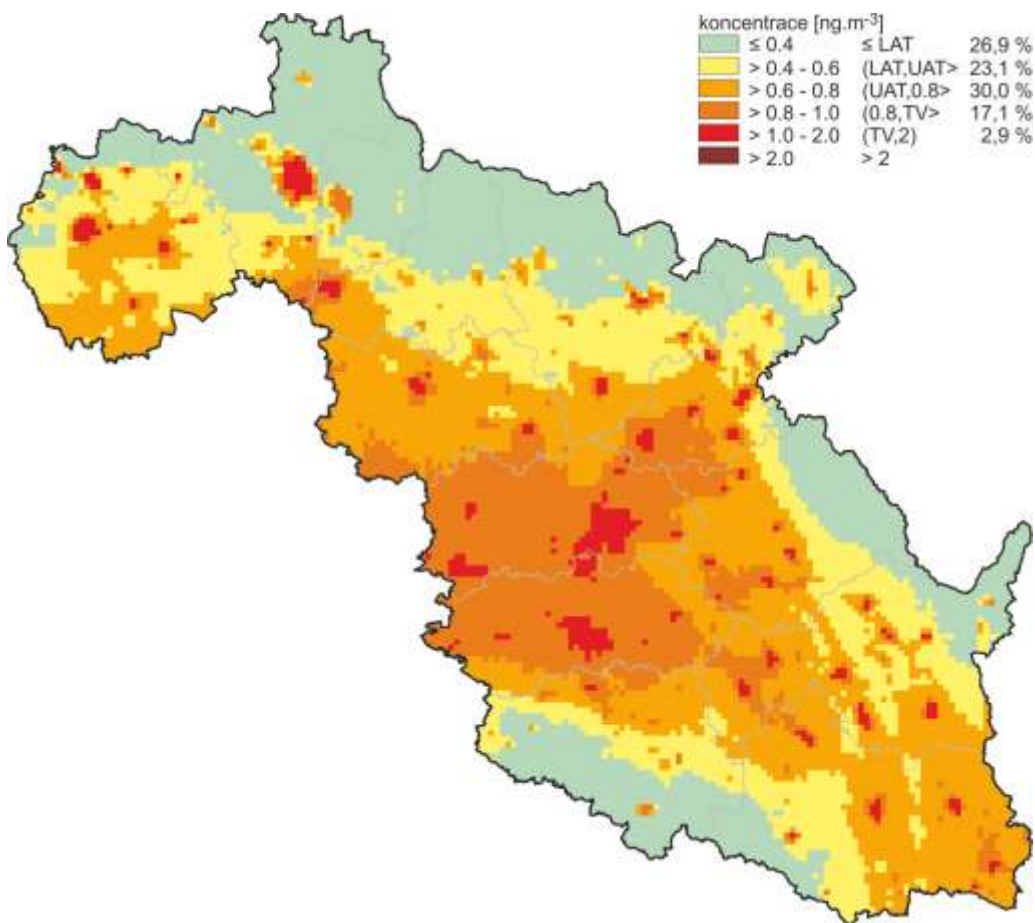 koncentrace [ng.m⁻³]
≤ 0.4 ≤ LAT 26,9 %
> 0.4 - 0.6 (LAT,UAT> 23,1 %
> 0.6 - 0.8 (UAT,0.8> 30,0 %
> 0.8 - 1.0 (0.8,TV> 17,1 %
> 1.0 - 2.0 (TV,2) 2,9 %
> 2.0 > 2